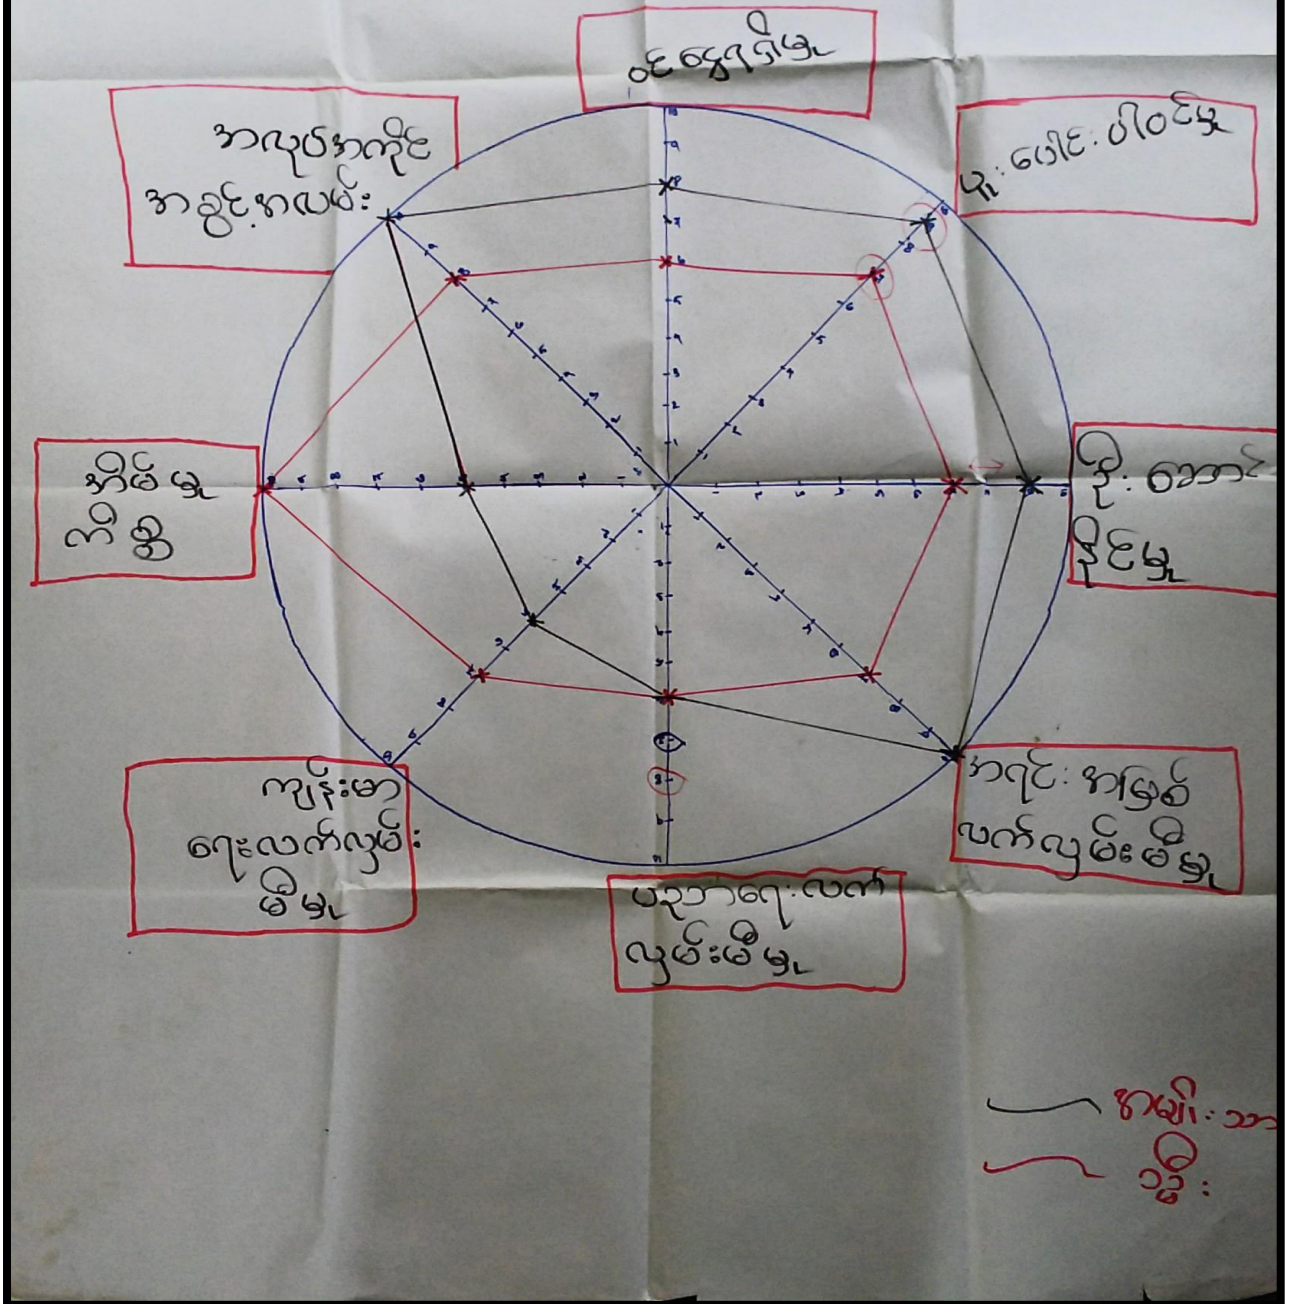 ဝင်ငွေရရှိမှု
ပူးပေါင်းပါဝင်မှု
အလုပ်အကိုင်
အခွင့်အလမ်း
ဦးဆောင်
နိုင်မှု
အိမ်မှု
ကိစ္စ
အရင်းအမြစ်
လက်လှမ်းမီမှု
ကျန်းမာ
ရေးလက်လှမ်း
မီမှု
ပညာရေးလက်
လှမ်းမီမှု
အမျိုးသား
သမီး